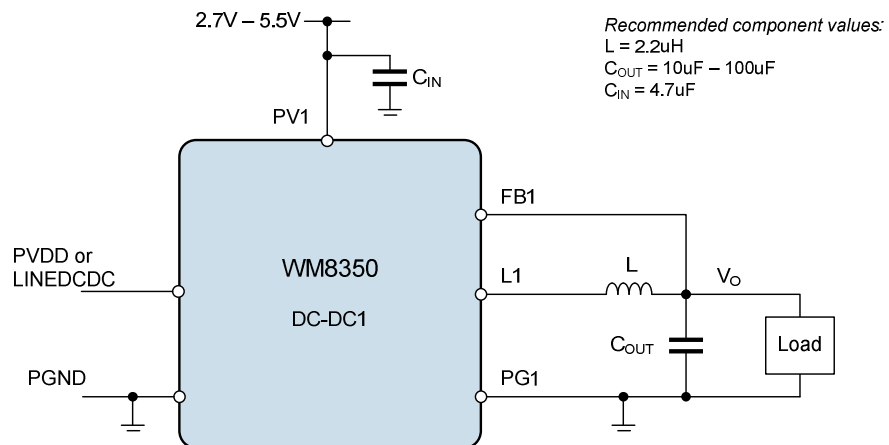 2.7V – 5.5V
Recommended component values:
L = 2.2uH
COUT = 10uF – 100uF
CIN = 4.7uF
CIN
PV1
FB1
PVDD or
LINEDCDC
WM8350
L1
L
VO
DC-DC1
COUT
Load
PGND
PG1